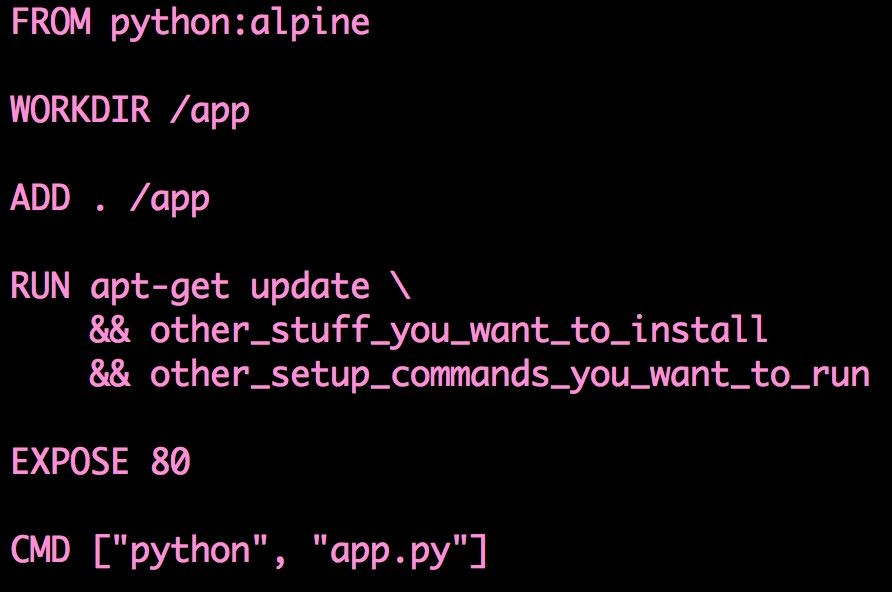 FROM python:alpine
WORKDIR /app
ADD . /app
RUN apt-get update \
&& other_stuff_you_want_to_install
&& other_setup_commands_you_want_to_run
EXPOSE 80
CMD ["python", "app.py"]